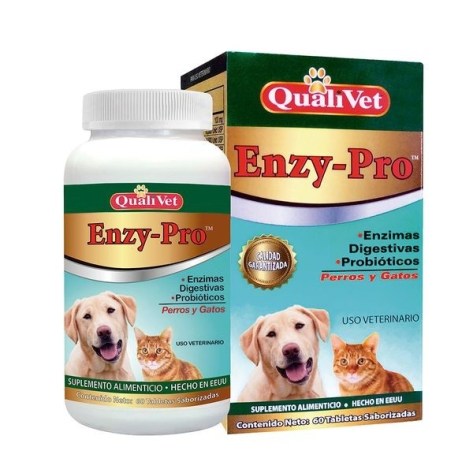 QualiVet
Enzy-Pro™
• Enzimas
Digestivas
• Probióticos
Perros y Gatos
USO VETERINARIO
SUPLEMENTO ALIMENTICIO • HECHO EN EEUU
Contenido Neto: 60 Tabletas Saborizadas
QualiVet
Enzy-Pro™
• Enzimas
Digestivas
• Probióticos
Perros y Gatos
CALIDAD
GARANTIZADA
USO VETERINARIO
SUPLEMENTO ALIMENTICIO • HECHO EN EEUU
Contenido Neto: 60 Tabletas Saborizadas